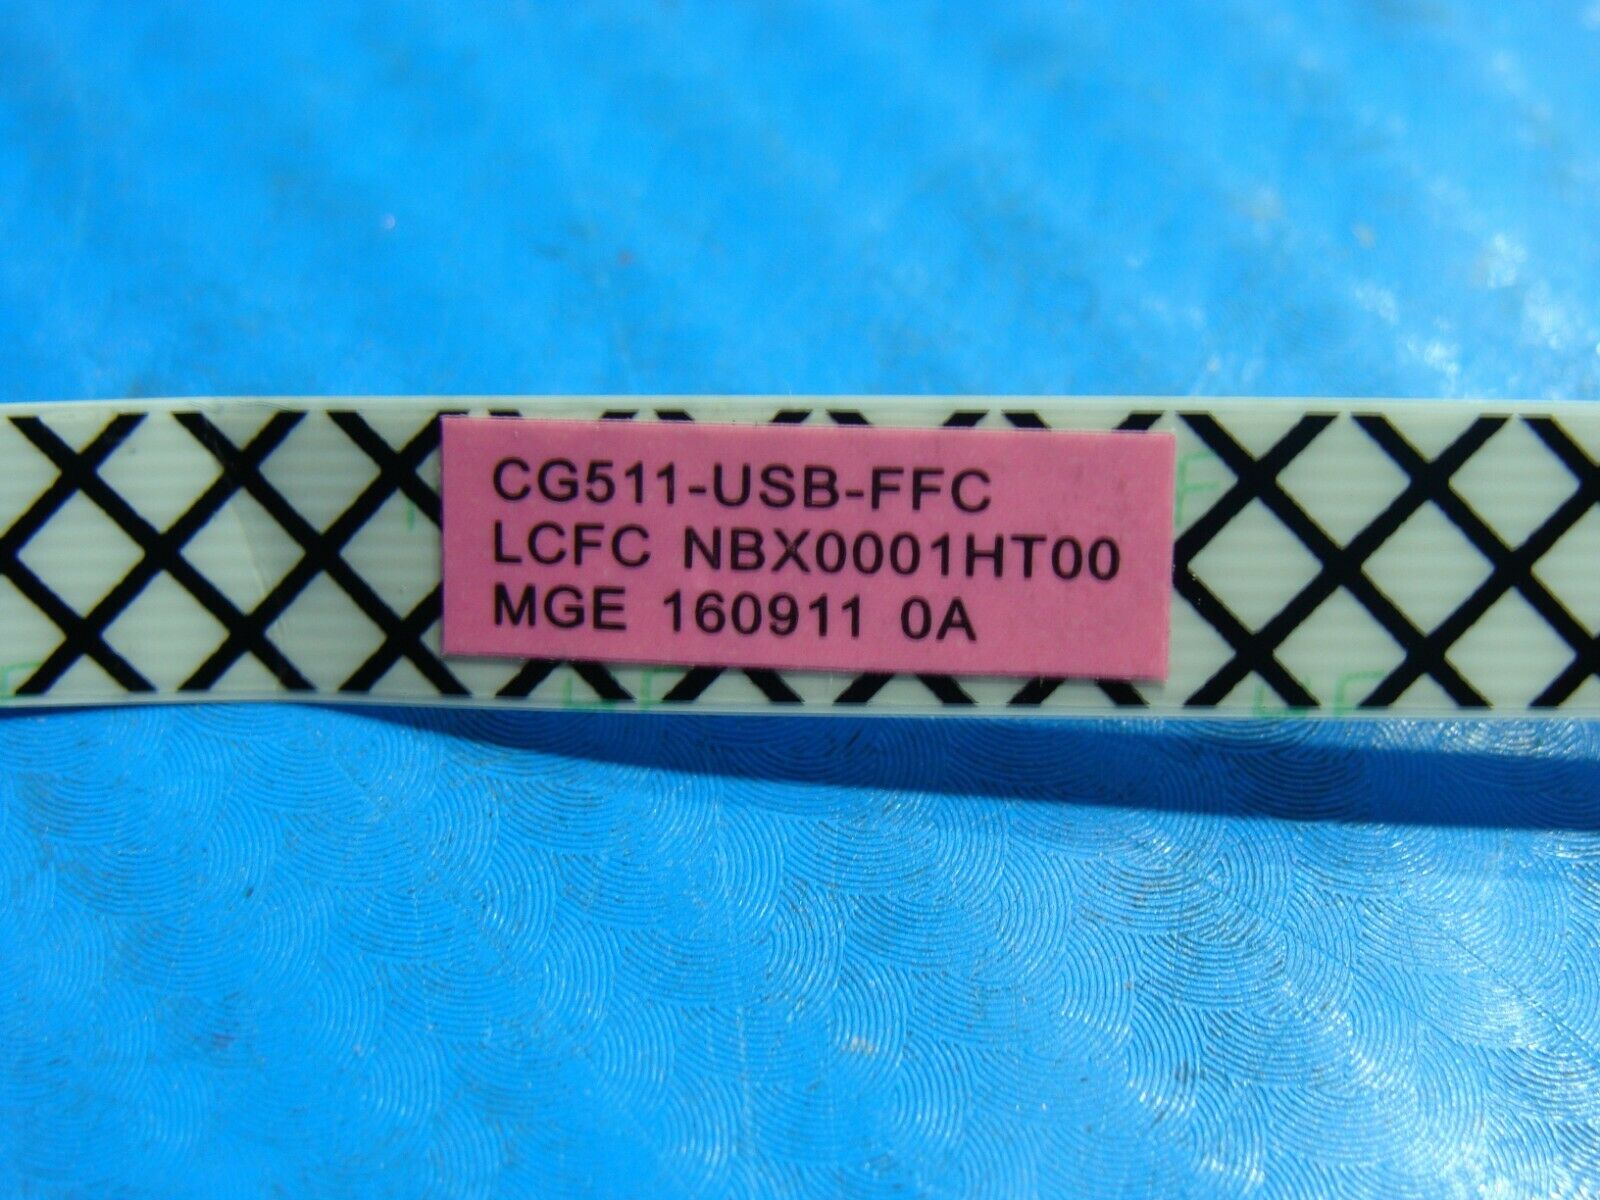 CG511-USB-FFC
LCFC NBX0001HT00
MGE 160911 0A